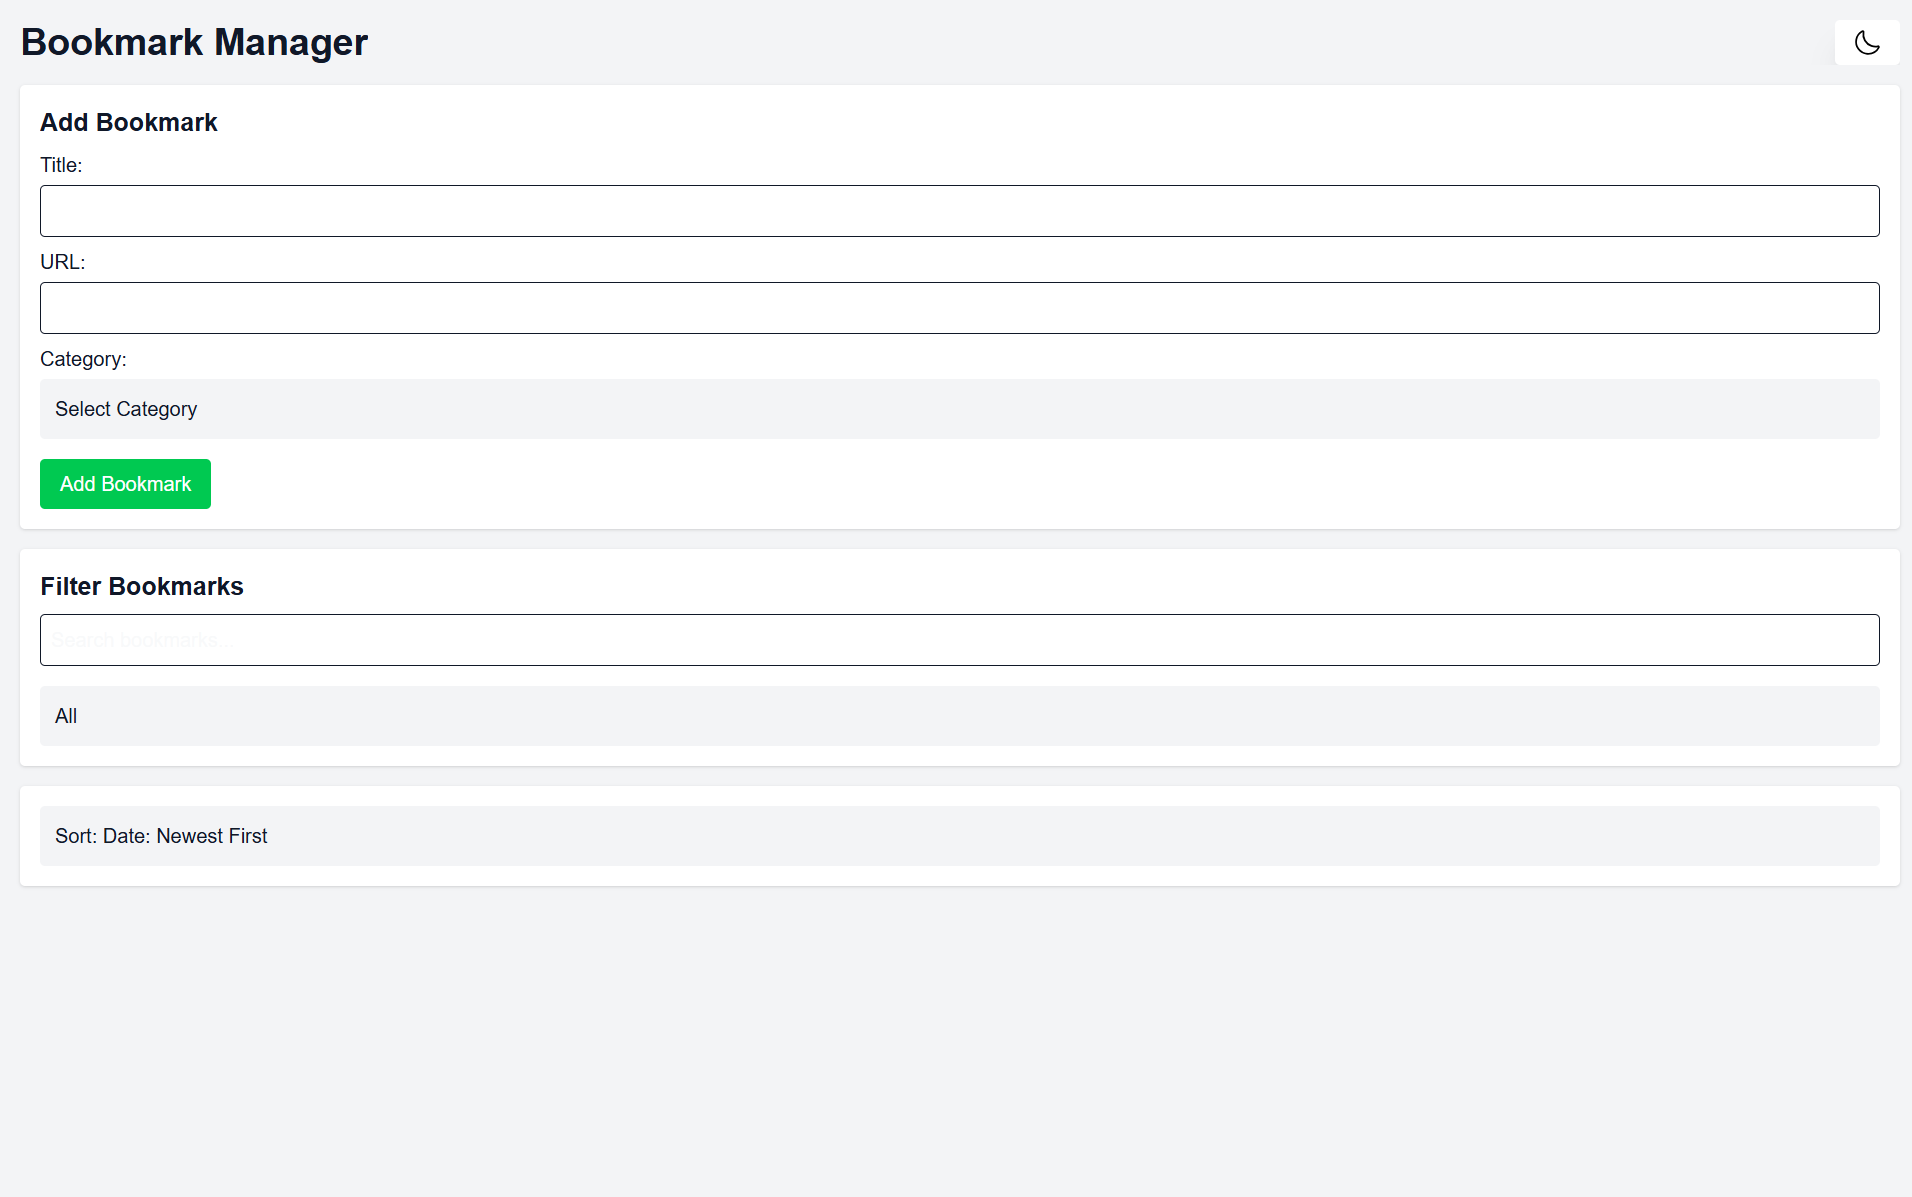 Bookmark Manager
Add Bookmark
Title:
URL:
Category:
Select Category
Add Bookmark
Filter Bookmarks
Search bookmarks...
All
Sort: Date: Newest First